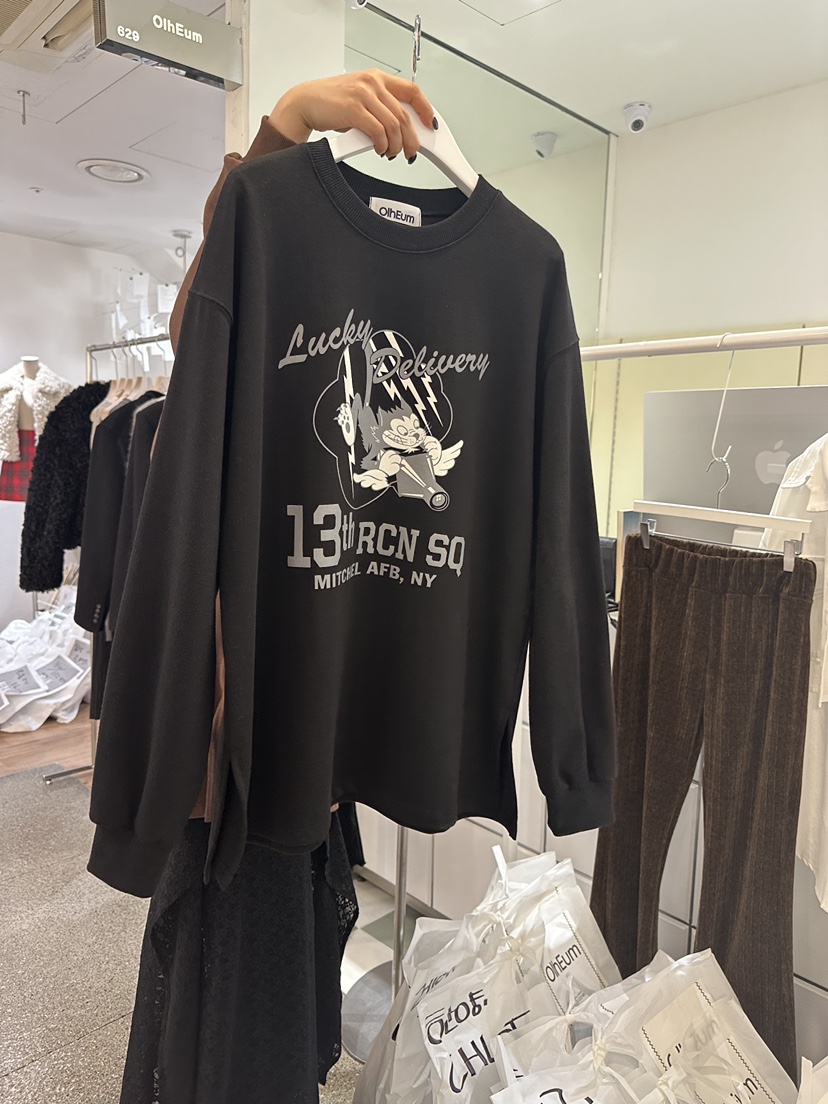 629 OlhEum
OlhEum
Lucky
Delivery
13th RCN SQ
MITCHEL AFB, NY
OlhEum